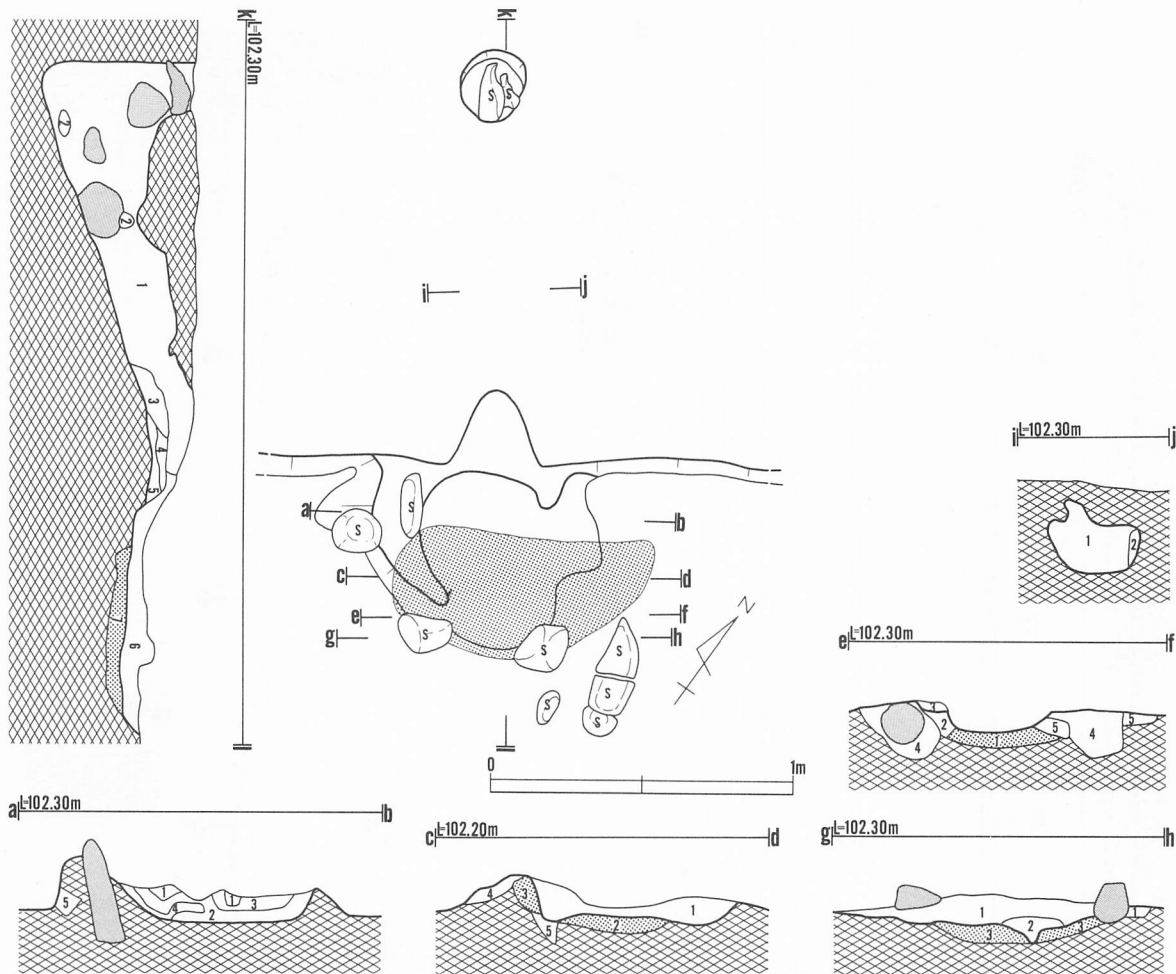 k L=102.30m l
2
2
1
3
4
5
6
k
S S
i j
a b
S
S
c d
e f
g h
S
S
S
S
S
S
N
l
0 1m
i L=102.30m j
1 2
e L=102.30m f
3
2 5 5
4 1 4
a L=102.30m b
1 1
4 3
2
5
c L=102.20m d
4 3
1
2
5
g L=102.30m h
1 1
2
3 3